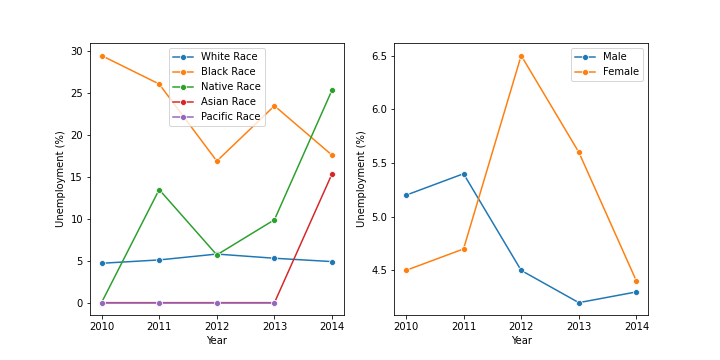 White Race
Black Race
Native Race
Asian Race
Pacific Race
Unemployment (%)
30
25
20
15
10
5
0
2010 2011 2012 2013 2014
Year
Male
Female
Unemployment (%)
6.5
6.0
5.5
5.0
4.5
2010 2011 2012 2013 2014
Year